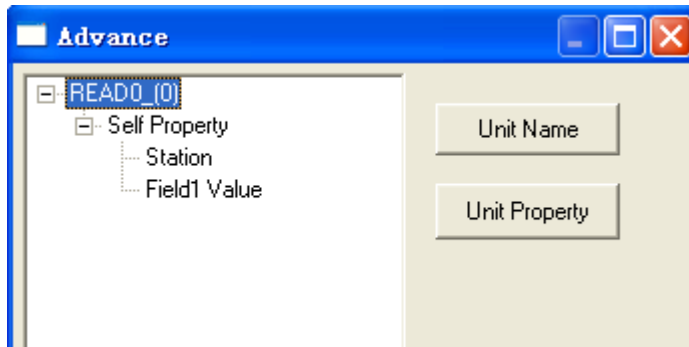 Advance
READ0_(0)
Self Property
Station
Field1 Value
Unit Name
Unit Property